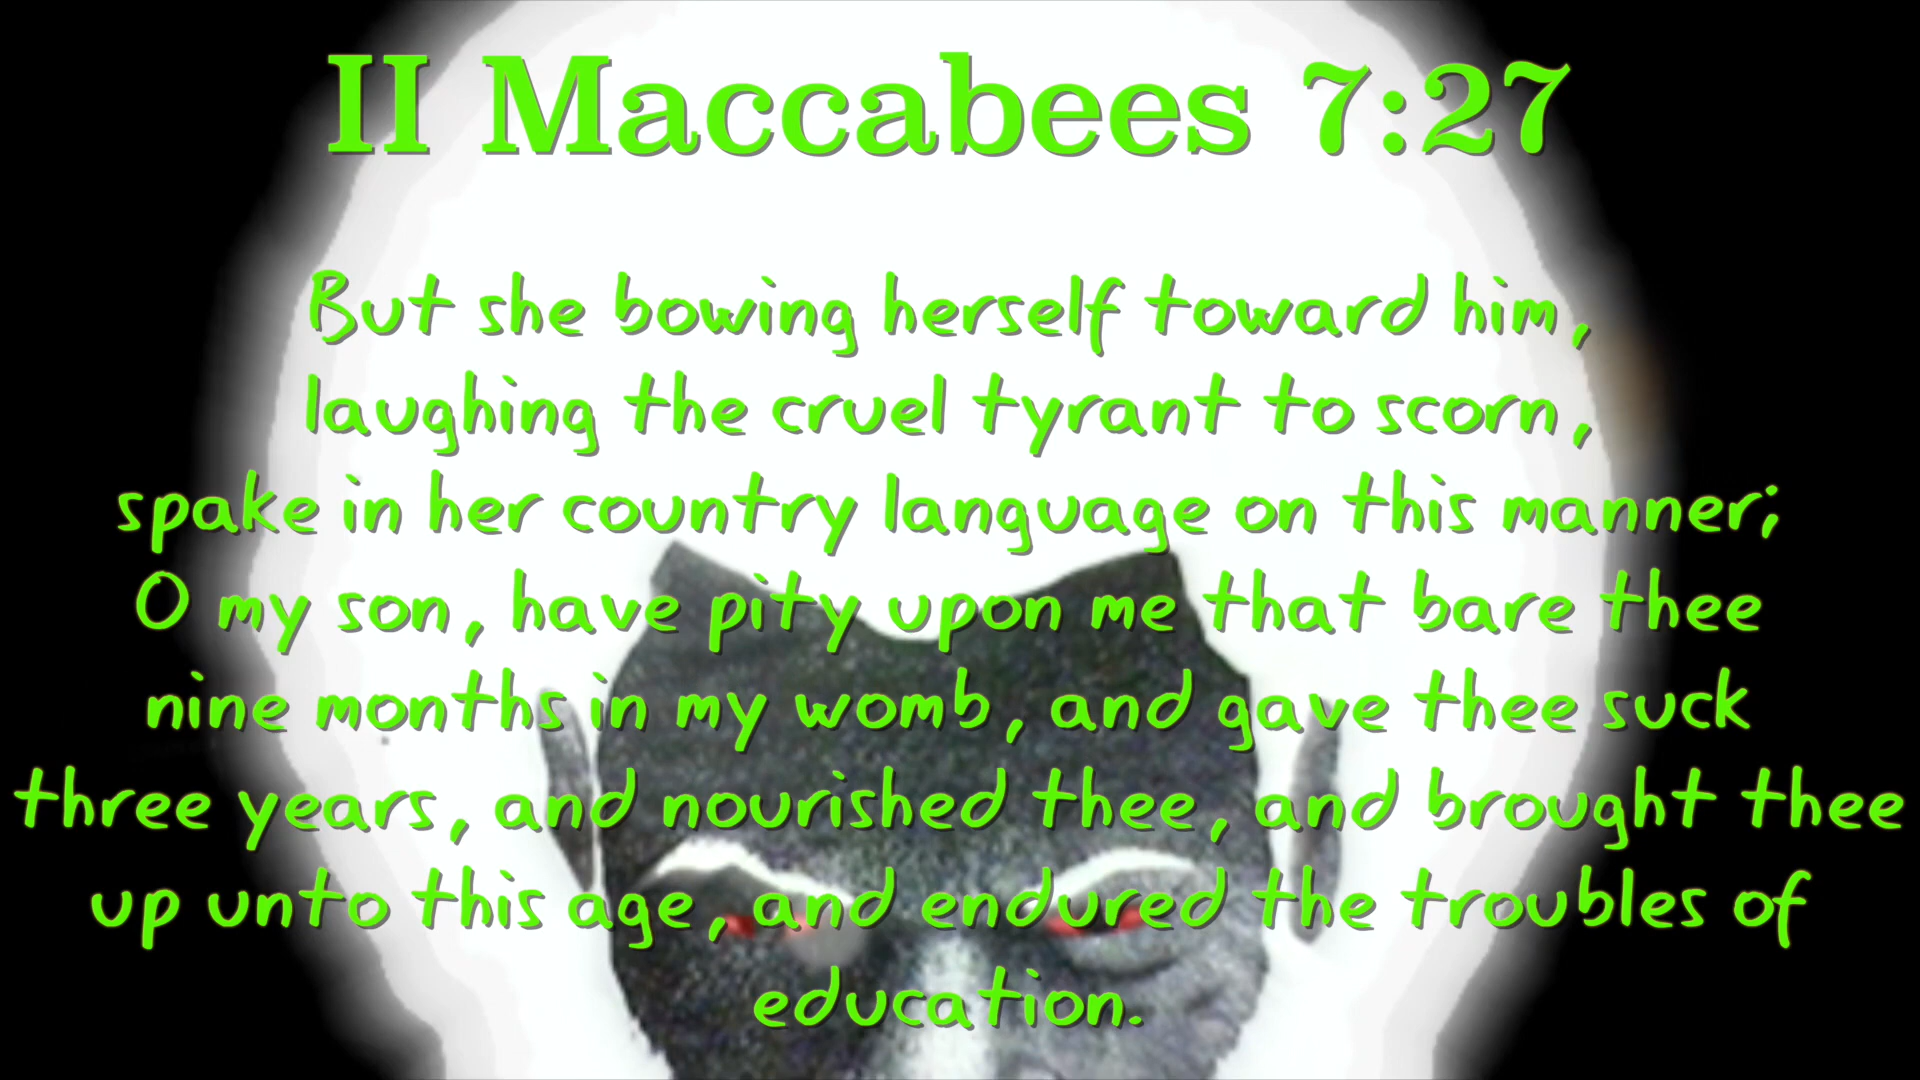 II Maccabees 7:27
But she bowing herself toward him,
laughing the cruel tyrant to scorn,
spake in her country language on this manner;
O my son, have pity upon me that bare thee
nine months in my womb, and gave thee suck
three years, and nourished thee, and brought thee
up unto this age, and endured the troubles of
education.